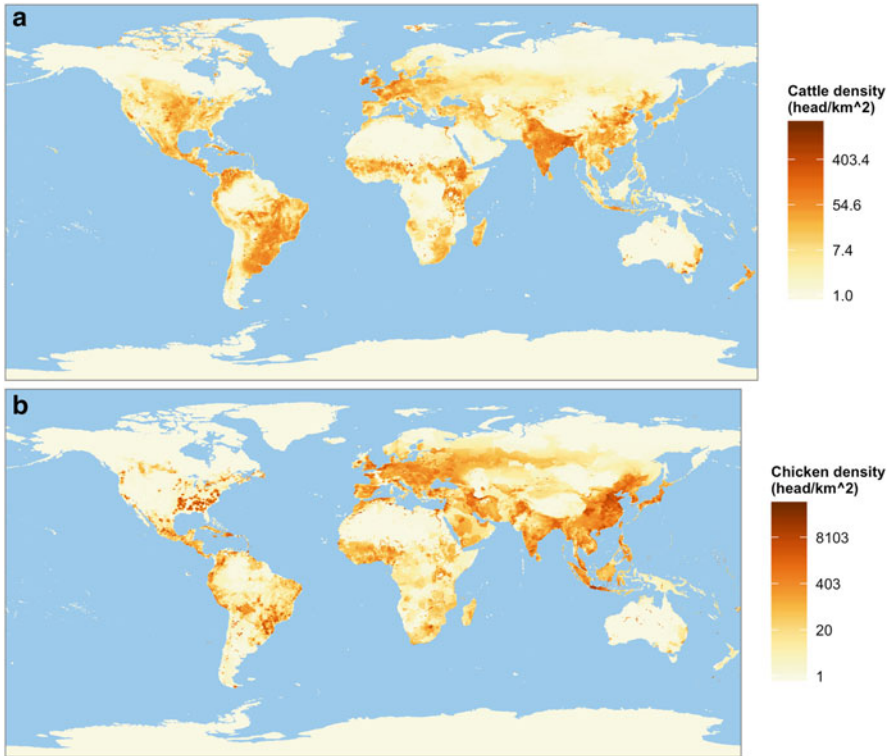 a
Cattle density
(head/km^2)
403.4
54.6
7.4
1.0
b
Chicken density
(head/km^2)
8103
403
20
1